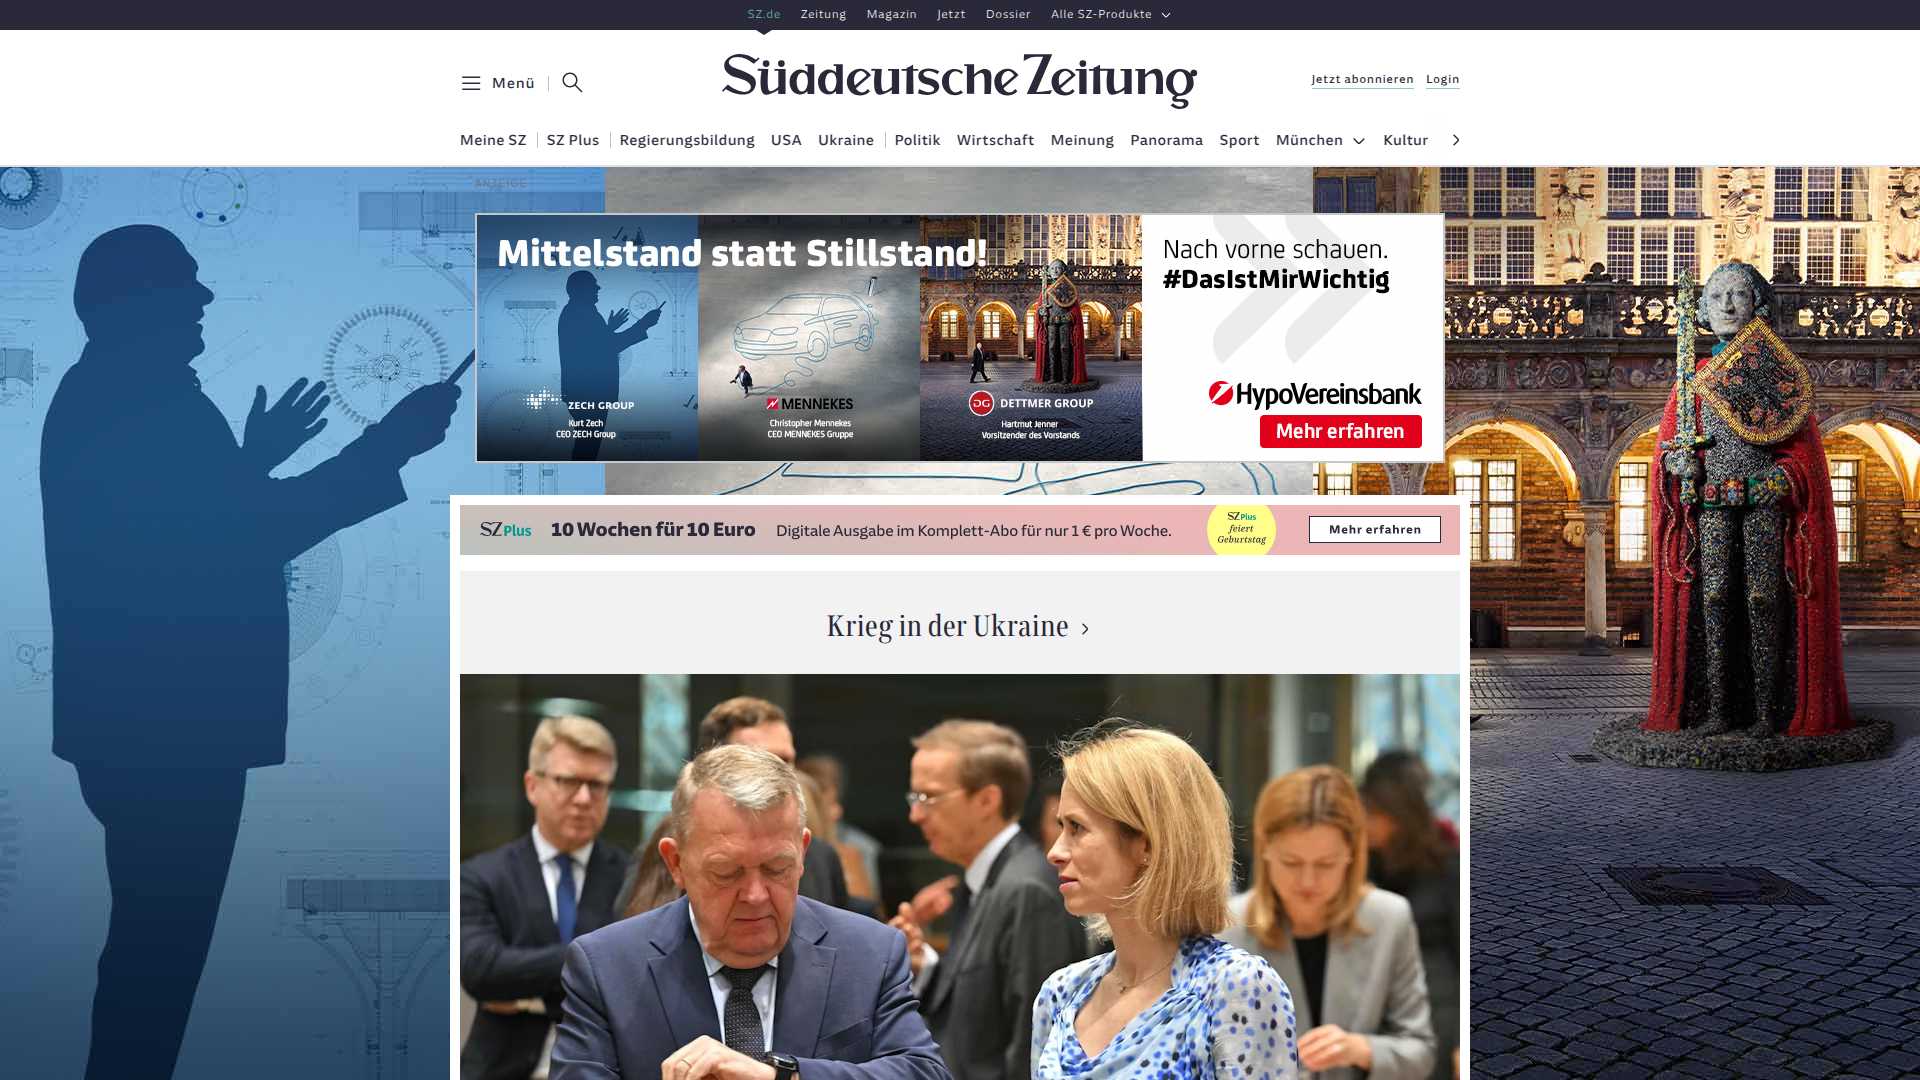 SZ.de Zeitung Magazin Jetzt Dossier Alle SZ-Produkte
Menü
Süddeutsche Zeitung
Jetzt abonnieren Login
Meine SZ SZ Plus Regierungsbildung USA Ukraine Politik Wirtschaft Meinung Panorama Sport München Kultur
ANZEIGE
Mittelstand statt Stillstand!
ZECH GROUP
Kurt Zech
CEO ZECH Group
MENNEKES
Christopher Mennekes
CEO MENNEKES Gruppe
DG DETTMER GROUP
Hartmut Jenner
Vorsitzender des Vorstands
Nach vorne schauen.
#DasIstMirWichtig
HypoVereinsbank
Mehr erfahren
SZ Plus 10 Wochen für 10 Euro Digitale Ausgabe im Komplett-Abo für nur 1 € pro Woche.
SZ Plus
feiert
Geburtstag
Mehr erfahren
Krieg in der Ukraine